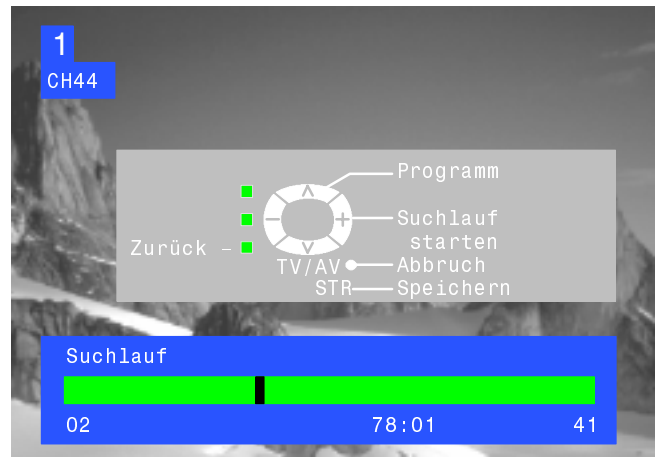 1
CH44
Programm
Suchlauf
starten
Zurück –
TV/AV Abbruch
STR Speichern
Suchlauf
02 78:01 41